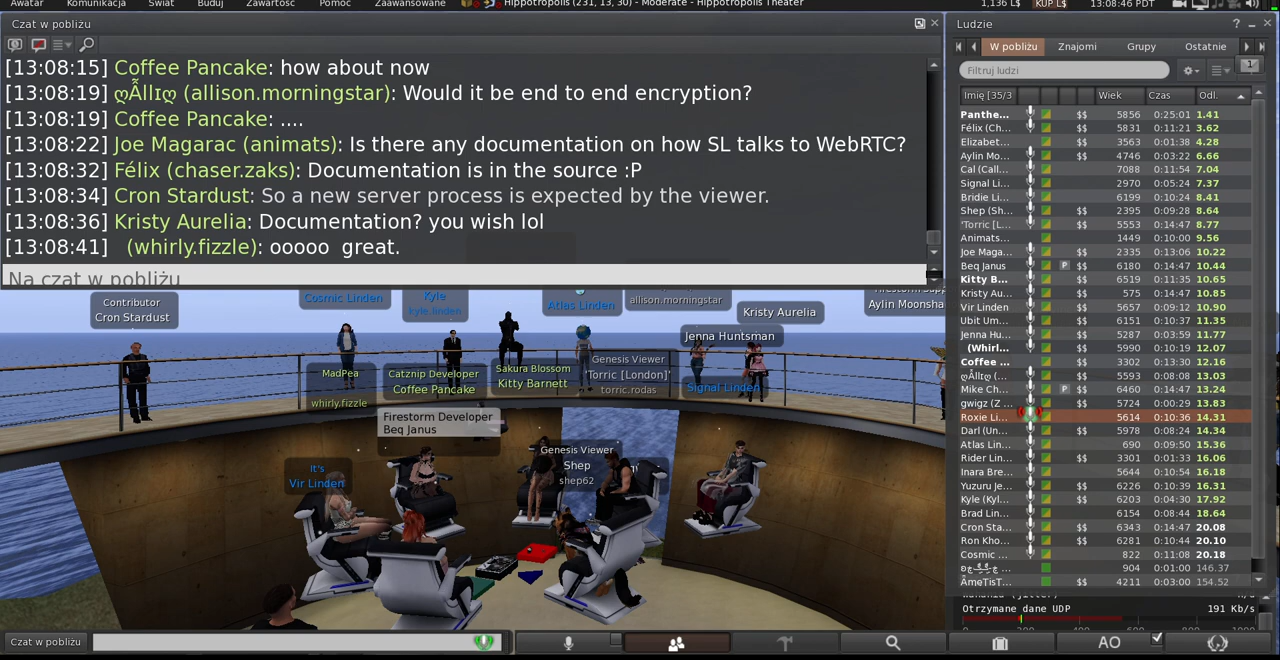 Awatar Komunikacja Świat Buduj Zawartość Pomoc Zaawansowane Hippotropolis (231, 13, 30) - Moderate - Hippotropolis Theater 1,136 L$ KUP L$ 13:08:46 PDT
Czat w pobliżu
[13:08:15] Coffee Pancake: how about now
[13:08:19] ღÂllıღ (allison.morningstar): Would it be end to end encryption?
[13:08:19] Coffee Pancake: ....
[13:08:22] Joe Magarac (animats): Is there any documentation on how SL talks to WebRTC?
[13:08:32] Félix (chaser.zaks): Documentation is in the source :P
[13:08:34] Cron Stardust: So a new server process is expected by the viewer.
[13:08:36] Kristy Aurelia: Documentation? you wish lol
[13:08:41] (whirly.fizzle): ooooo great.
Na czat w pobliżu
Contributor
Cron Stardust
Cosmic Linden
Kyle
kyle.linden
Atlas Linden
allison.morningstar
Kristy Aurelia
Aylin Moonsha
Jenna Huntsman
MadPea
whirly.fizzle
Catznip Developer
Coffee Pancake
Sakura Blossom
Kitty Barnett
Genesis Viewer
'Torric [London]'
torric.rodas
Signal Linden
Firestorm Developer
Beq Janus
Genesis Viewer
Shep
shep62
It's
Vir Linden
Czat w pobliżu
AO
Ludzie
W pobliżu Znajomi Grupy Ostatnie
Filtruj ludzi
1
Imię [35/3 Wiek Czas Odl.
Panthe... $$ 5856 0:25:01 1.41
Félix (Ch... $$ 5831 0:11:21 3.62
Elizabet... $$ 3563 0:01:38 4.28
Aylin Mo... $$ 4746 0:03:22 6.66
Cal (Call... 7088 0:11:54 7.04
Signal Li... 2970 0:05:24 7.37
Bridie Li... 6199 0:10:24 8.41
Shep (Sh... $$ 2395 0:09:28 8.64
'Torric [L... $$ 5553 0:14:47 8.77
Animats... 1449 0:10:00 9.56
Joe Maga... $$ 2335 0:13:06 10.22
Beq Janus P $$ 6180 0:14:47 10.44
Kitty B... $$ 6519 0:11:35 10.65
Kristy Au... $$ 575 0:14:47 10.85
Vir Linden $$ 5657 0:09:12 10.90
Ubit Um... $$ 6151 0:10:37 11.35
Jenna Hu... $$ 5287 0:03:59 11.77
(Whirl... $$ 5990 0:10:19 12.07
Coffee ... $$ 3302 0:13:30 12.16
ღÂllıღ (... $$ 5593 0:08:08 13.03
Mike Ch... P $$ 6460 0:14:47 13.24
gwigz (Z ... $$ 5724 0:00:29 13.83
Roxie Li... 5614 0:10:36 14.31
Darl (Un... $$ 5978 0:08:24 14.34
Atlas Lin... 690 0:09:50 15.36
Rider Lin... $$ 3301 0:01:33 16.06
Inara Bre... 5644 0:10:54 16.18
Yuzuru Je... $$ 6226 0:10:39 16.31
Kyle (Kyl... $$ 6203 0:04:30 17.92
Brad Lin... 6154 0:08:44 18.64
Cron Sta... $$ 6343 0:14:47 20.08
Ron Kho... $$ 6281 0:10:44 20.10
Cosmic ... 822 0:11:08 20.18
904 0:01:00 146.37
ÂmȩTisT... $$ 4211 0:03:00 154.52
Otrzymane dane UDP 191 Kb/s